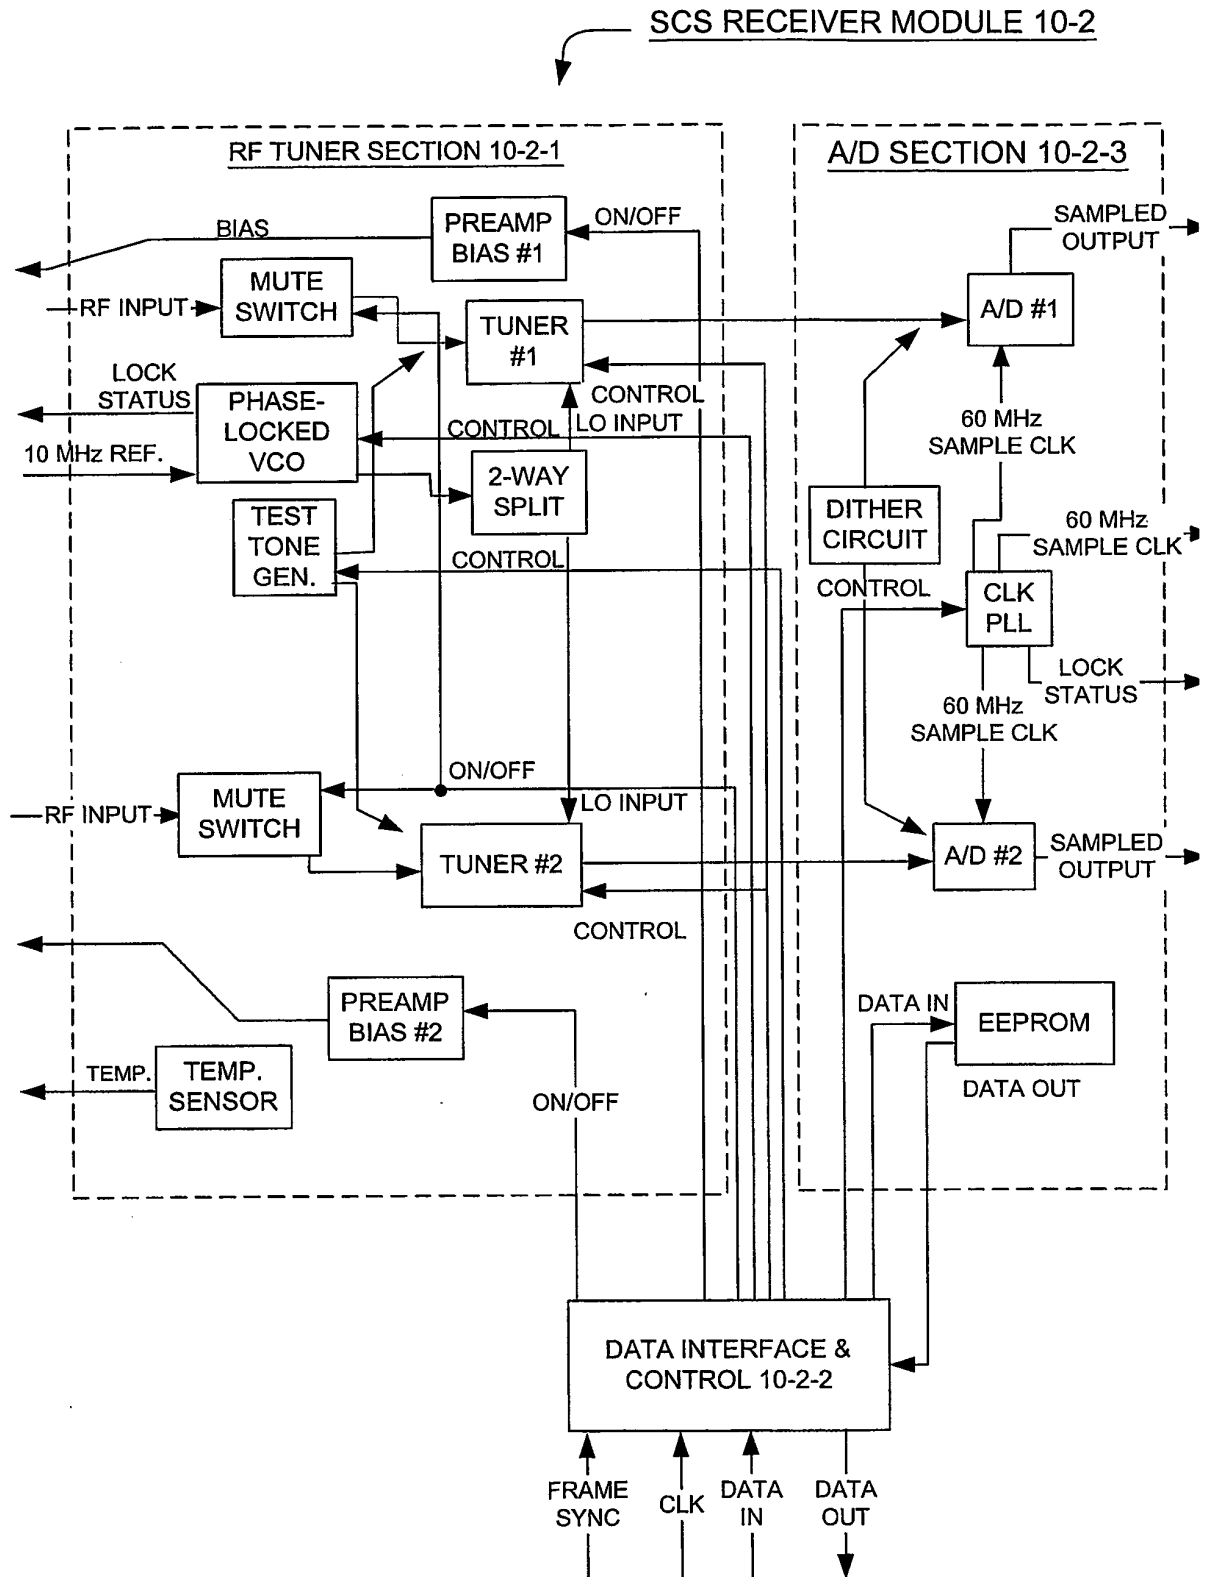 SCS RECEIVER MODULE 10-2
RF TUNER SECTION 10-2-1
A/D SECTION 10-2-3
BIAS
PREAMP
BIAS #1
ON/OFF
SAMPLED
OUTPUT
RF INPUT
MUTE
SWITCH
TUNER
#1
A/D #1
LOCK
STATUS
PHASE-
LOCKED
VCO
CONTROL
CONTROL
LO INPUT
60 MHz
SAMPLE CLK
10 MHz REF.
2-WAY
SPLIT
TEST
TONE
GEN.
CONTROL
DITHER
CIRCUIT
60 MHz
SAMPLE CLK
CONTROL
CLK
PLL
LOCK
STATUS
60 MHz
SAMPLE CLK
ON/OFF
RF INPUT
MUTE
SWITCH
LO INPUT
TUNER #2
A/D #2
SAMPLED
OUTPUT
CONTROL
PREAMP
BIAS #2
DATA IN
EEPROM
TEMP.
TEMP.
SENSOR
ON/OFF
DATA OUT
DATA INTERFACE &
CONTROL 10-2-2
FRAME
SYNC
CLK
DATA
IN
DATA
OUT